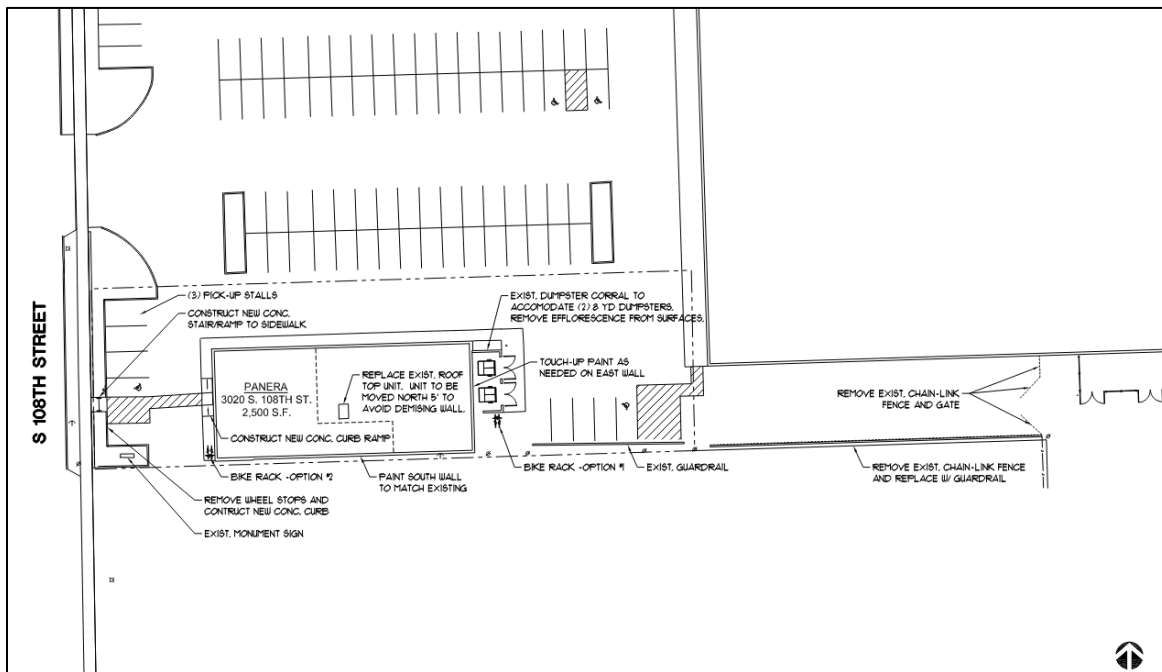 S 108TH STREET
(3) PICK-UP STALLS
CONSTRUCT NEW CONC.
STAIR/RAMP TO SIDEWALK
EXIST. DUMPSTER CORRAL TO
ACCOMODATE (2) 8 YD DUMPSTERS.
REMOVE EFFLORESCENCE FROM SURFACES.
TOUCH-UP PAINT AS
NEEDED ON EAST WALL
PANERA
3020 S. 108TH ST.
2,500 S.F.
REPLACE EXIST. ROOF
TOP UNIT. UNIT TO BE
MOVED NORTH 5' TO
AVOID DEMISING WALL.
REMOVE EXIST. CHAIN-LINK
FENCE AND GATE
CONSTRUCT NEW CONC. CURB RAMP
BIKE RACK -OPTION #2
PAINT SOUTH WALL
TO MATCH EXISTING
BIKE RACK -OPTION #1
EXIST. GUARDRAIL
REMOVE EXIST. CHAIN-LINK FENCE
AND REPLACE W/ GUARDRAIL
REMOVE WHEEL STOPS AND
CONTRUCT NEW CONC. CURB
EXIST. MONUMENT SIGN